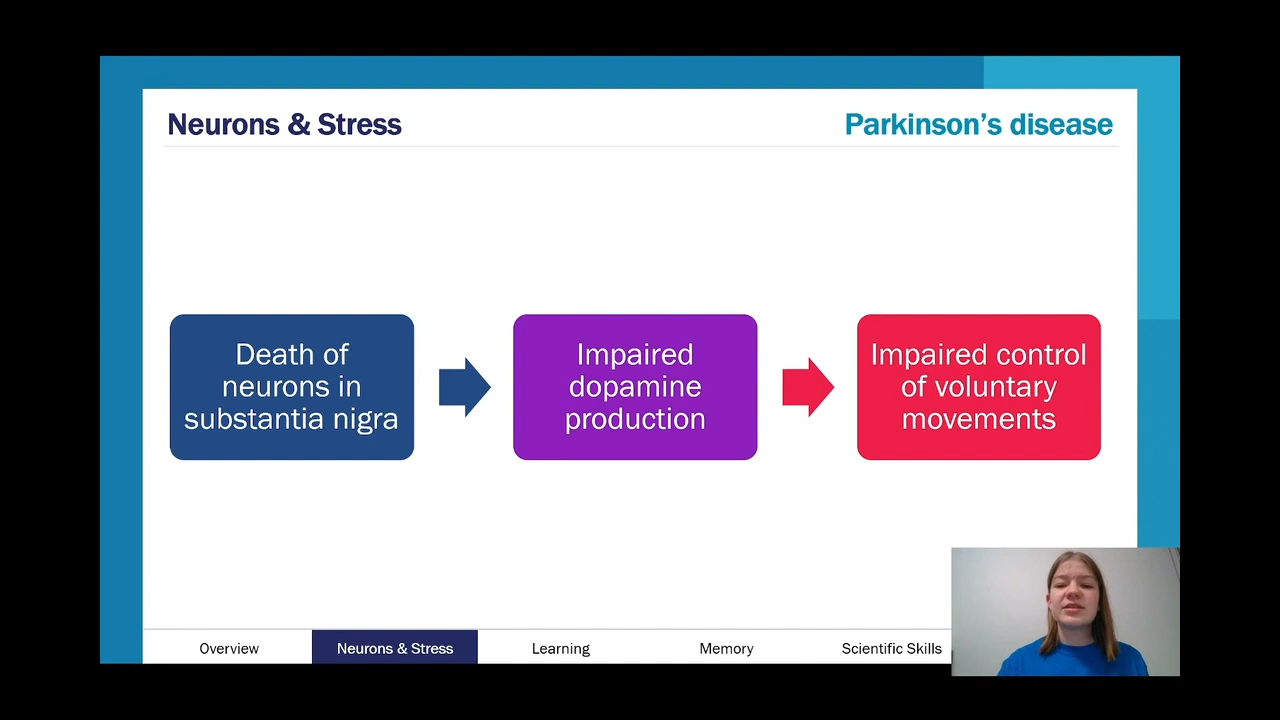 Neurons & Stress
Parkinson's disease
Death of
neurons in
substantia nigra
Impaired
dopamine
production
Impaired control
of voluntary
movements
Overview
Neurons & Stress
Learning
Memory
Scientific Skills